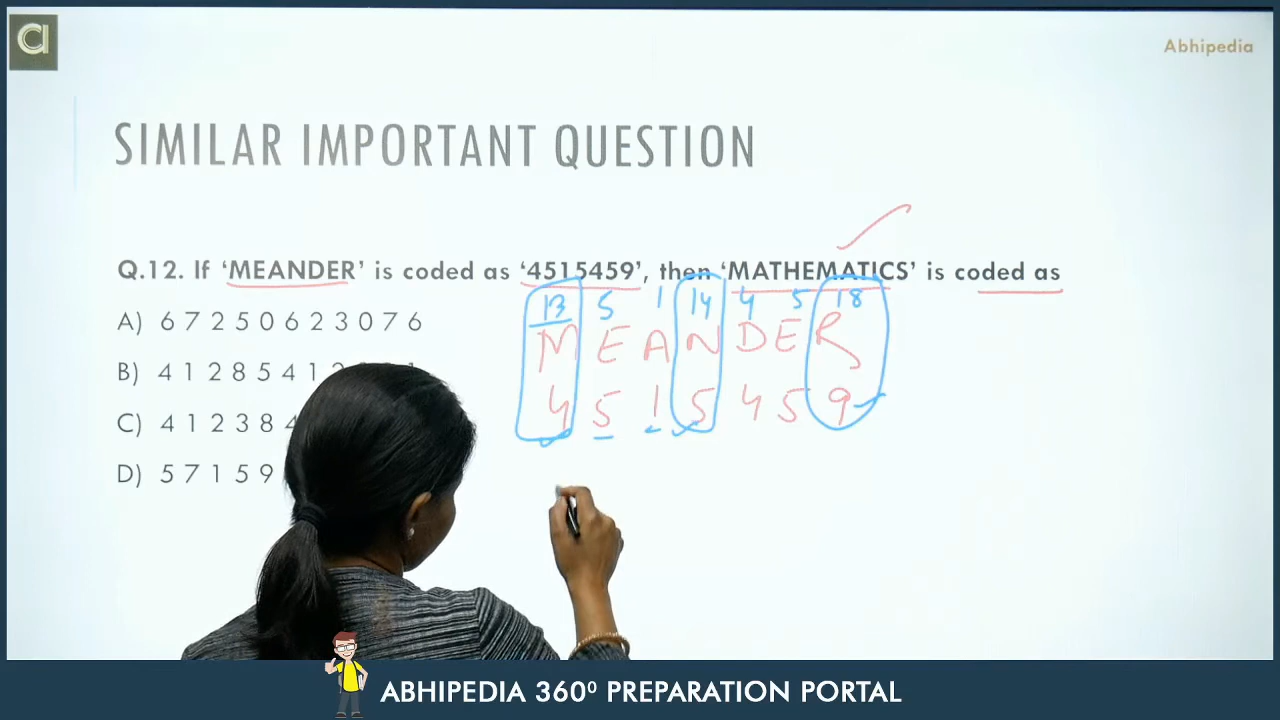 a
Abhipedia
SIMILAR IMPORTANT QUESTION
Q.12. If ‘MEANDER’ is coded as ‘4515459’, then ‘MATHEMATICS’ is coded as
A) 6 7 2 5 0 6 2 3 0 7 6
13 5 1 14 4 5 18
M E A N D E R
B) 4 1 2 8 5 4 1 2
4 5 1 5 4 5 9
C) 4 1 2 3 8
D) 5 7 1 5 9
ABHIPEDIA 360⁰ PREPARATION PORTAL